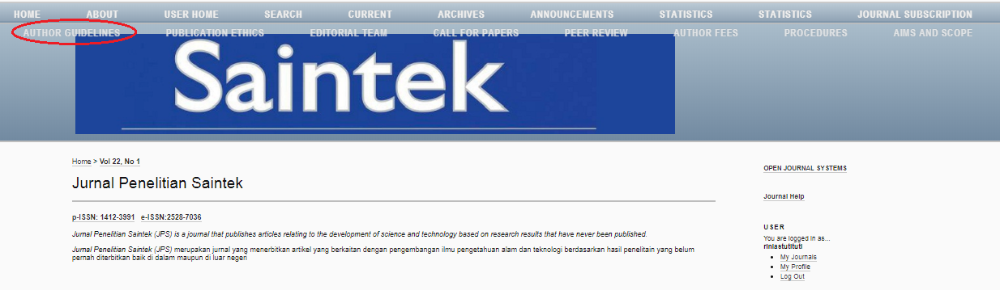 HOME ABOUT USER HOME SEARCH CURRENT ARCHIVES ANNOUNCEMENTS STATISTICS STATISTICS JOURNAL SUBSCRIPTION
AUTHOR GUIDELINES PUBLICATION ETHICS EDITORIAL TEAM CALL FOR PAPERS PEER REVIEW AUTHOR FEES PROCEDURES AIMS AND SCOPE
Saintek
Home > Vol 22, No 1
Jurnal Penelitian Saintek
p-ISSN: 1412-3991 e-ISSN:2528-7036
Jurnal Penelitian Saintek (JPS) is a journal that publishes articles relating to the development of science and technology based on research results that have never been published.
Jurnal Penelitian Saintek (JPS) merupakan jurnal yang menerbitkan artikel yang berkaitan dengan pengembangan ilmu pengetahuan alam dan teknologi berdasarkan hasil penelitain yang belum
pernah diterbitkan baik di dalam maupun di luar negeri
OPEN JOURNAL SYSTEMS
Journal Help
USER
You are logged in as...
riniastutituti
My Journals
My Profile
Log Out